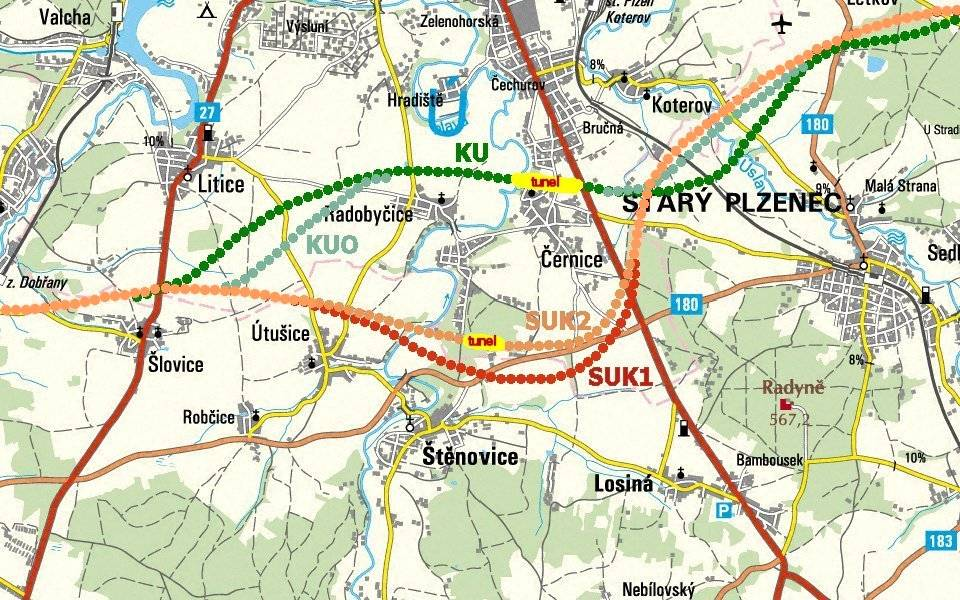 Valcha
Výsluní
Zelenohorská
st. Plzeň
Koterov
Letkov
8%
Čechurov
Hradiště
Koterov
27
Bručná
180
10%
KU
tunel
U Stradi
Litice
9%
Malá Strana
STARÝ PLZENEC
Radobyčice
KUO
Černice
Sedl
z. Dobřany
180
SUK2
Útušice
tunel
Šlovice
8%
SUK1
Radyně
567,2
Robčice
Štěnovice
Bambousek
10%
Losiná
P
183
Nebílovský